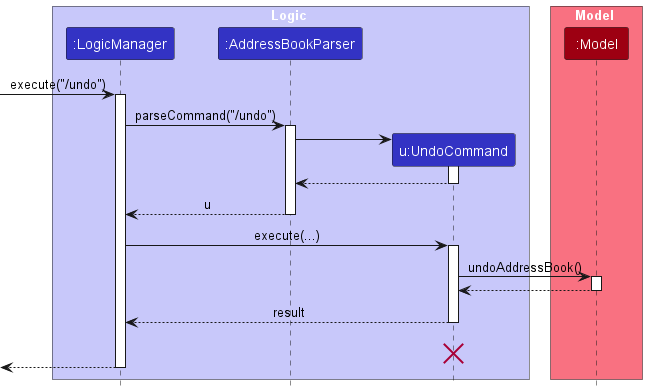 Logic
Model
:LogicManager
:AddressBookParser
:Model
execute("/undo")
parseCommand("/undo")
u:UndoCommand
u
execute(...)
undoAddressBook()
result